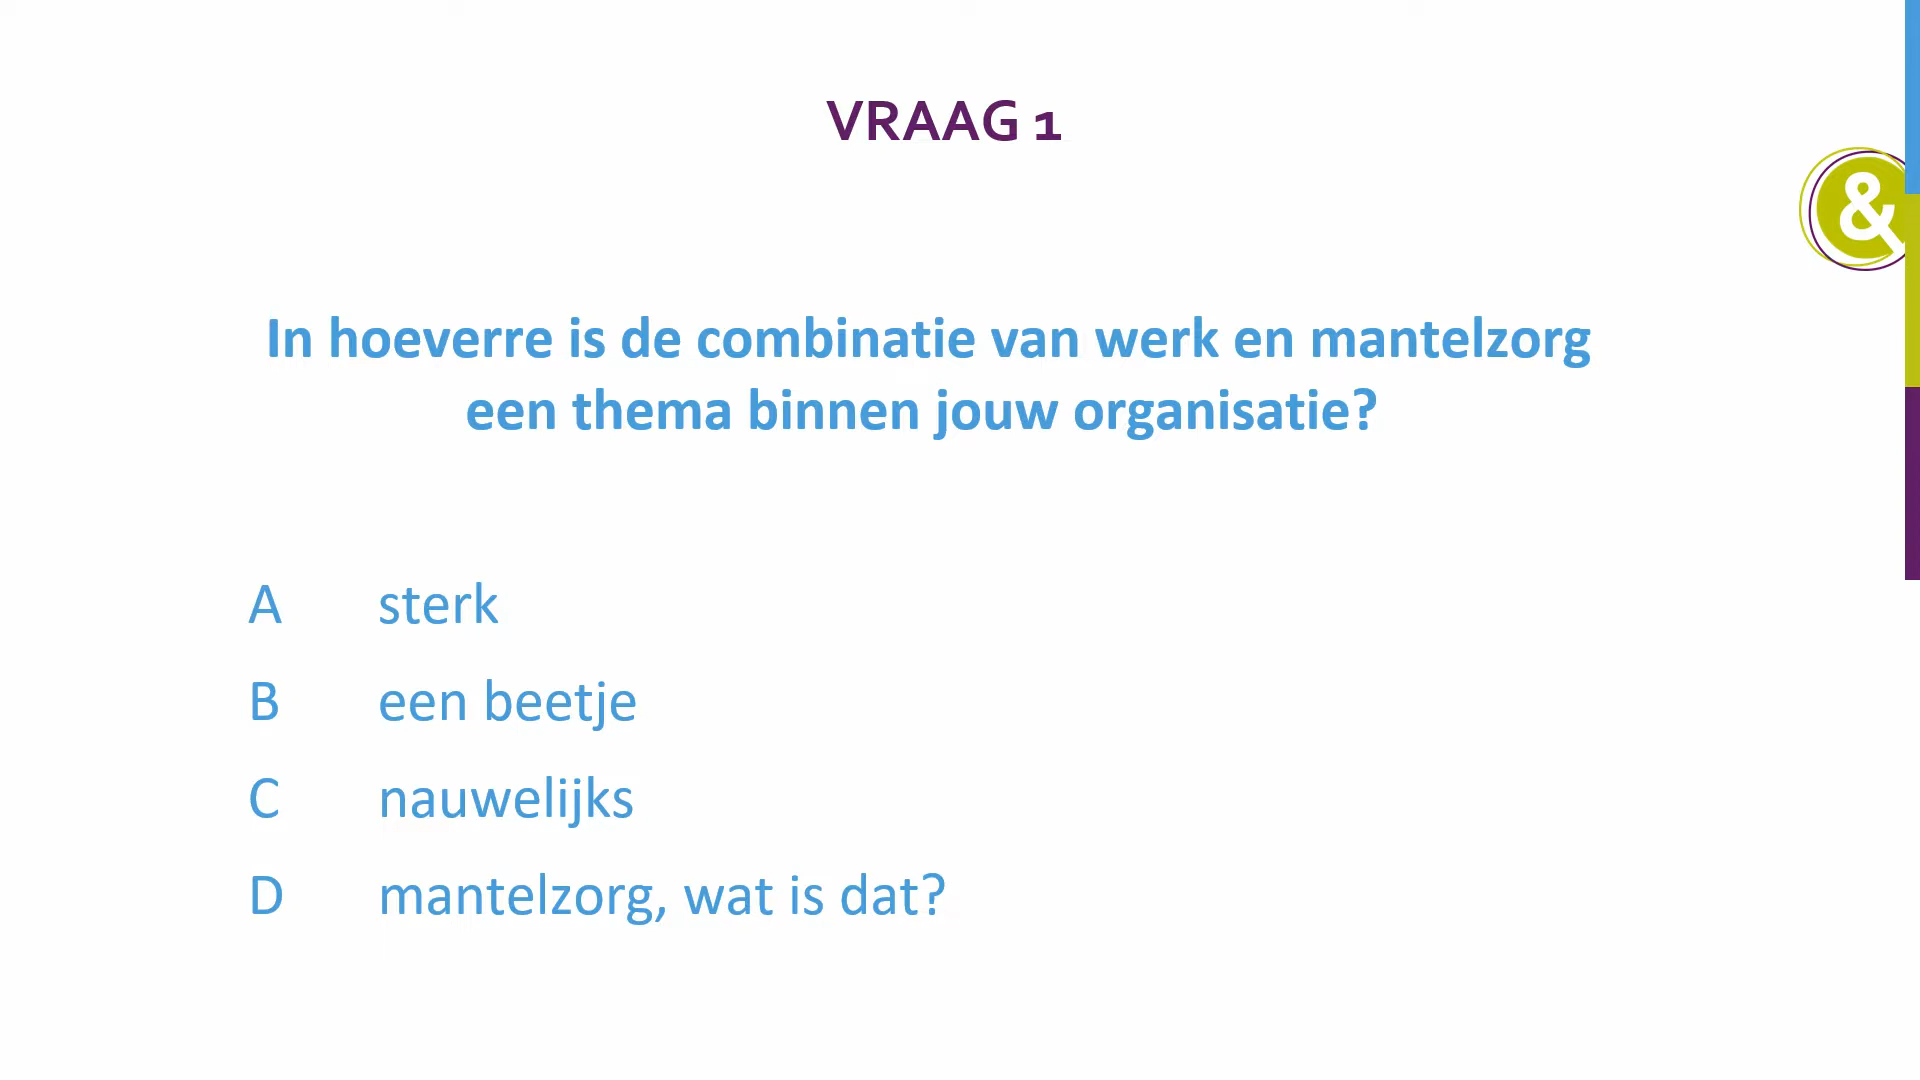 VRAAG 1
&
In hoeverre is de combinatie van werk en mantelzorg
een thema binnen jouw organisatie?
A sterk
B een beetje
C nauwelijks
D mantelzorg, wat is dat?